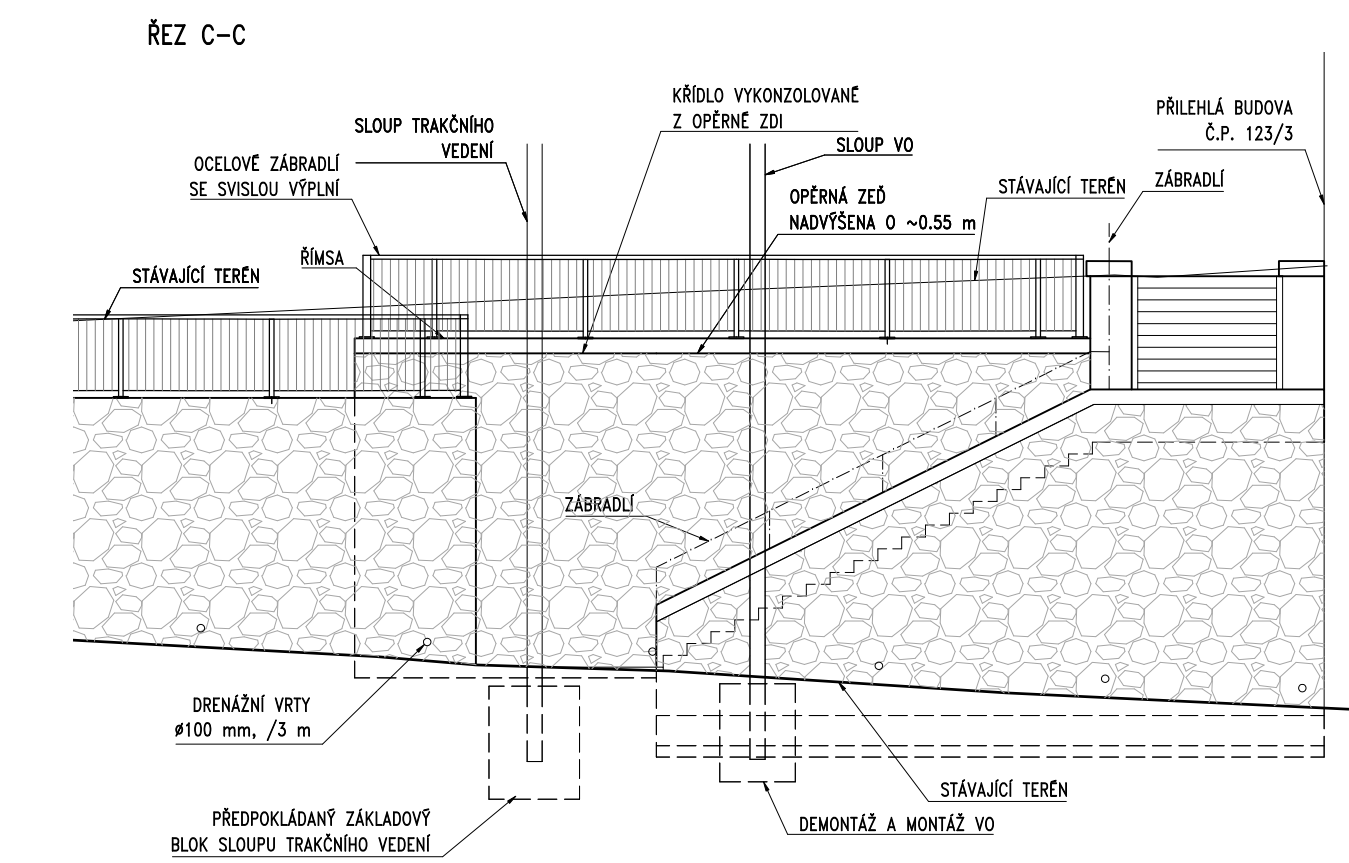 ŘEZ C–C
KŘÍDLO VYKONZOLOVANÉ
Z OPĚRNÉ ZDI
PŘILEHLÁ BUDOVA
Č.P. 123/3
SLOUP TRAKČNÍHO
VEDENÍ
SLOUP VO
OCELOVÉ ZÁBRADLÍ
SE SVISLOU VÝPLNÍ
OPĚRNÁ ZEĎ
NADVÝŠENA O ~0.55 m
STÁVAJÍCÍ TERÉN
ZÁBRADLÍ
ŘÍMSA
STÁVAJÍCÍ TERÉN
ZÁBRADLÍ
DRENÁŽNÍ VRTY
ø100 mm, /3 m
STÁVAJÍCÍ TERÉN
PŘEDPOKLÁDANÝ ZÁKLADOVÝ
BLOK SLOUPU TRAKČNÍHO VEDENÍ
DEMONTÁŽ A MONTÁŽ VO